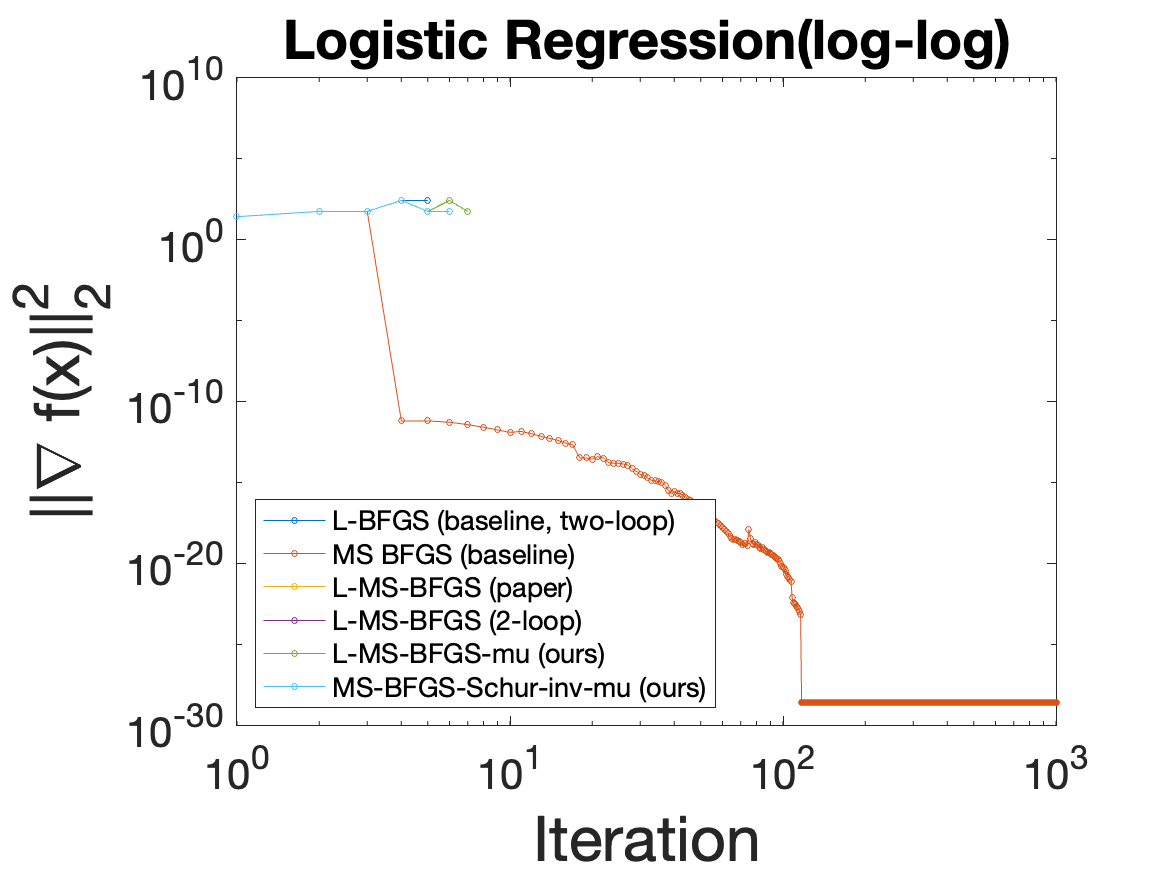 Logistic Regression(log-log)
10^10
10^0
10^-10
10^-20
10^-30
||∇ f(x)||_2^2
L-BFGS (baseline, two-loop)
MS BFGS (baseline)
L-MS-BFGS (paper)
L-MS-BFGS (2-loop)
L-MS-BFGS-mu (ours)
MS-BFGS-Schur-inv-mu (ours)
10^0 10^1 10^2 10^3
Iteration